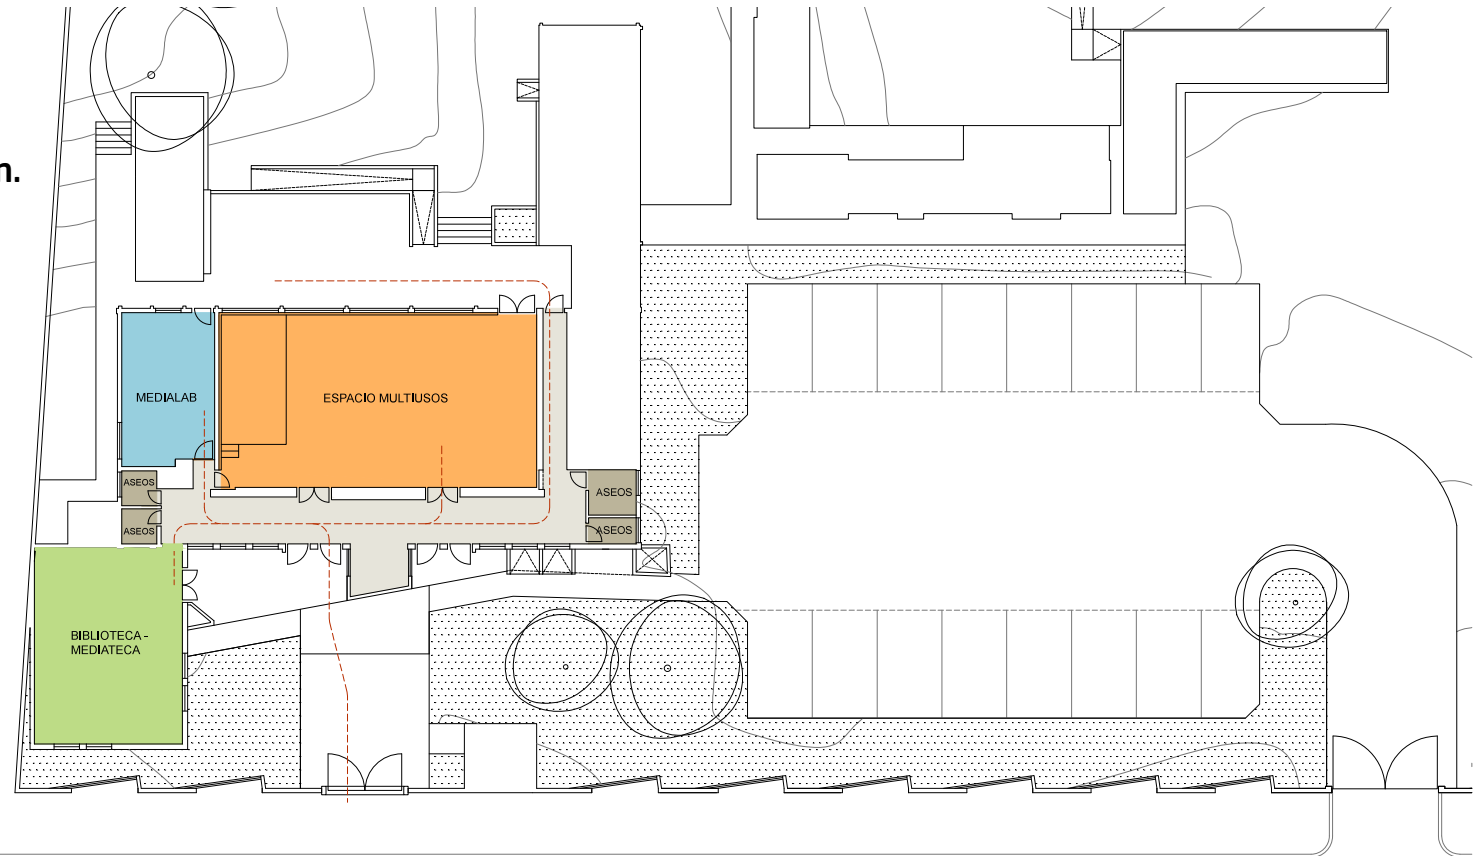 n.
MEDIALAB
ESPACIO MULTIUSOS
ASEOS
ASEOS
ASEOS
ASEOS
BIBLIOTECA -
MEDIATECA